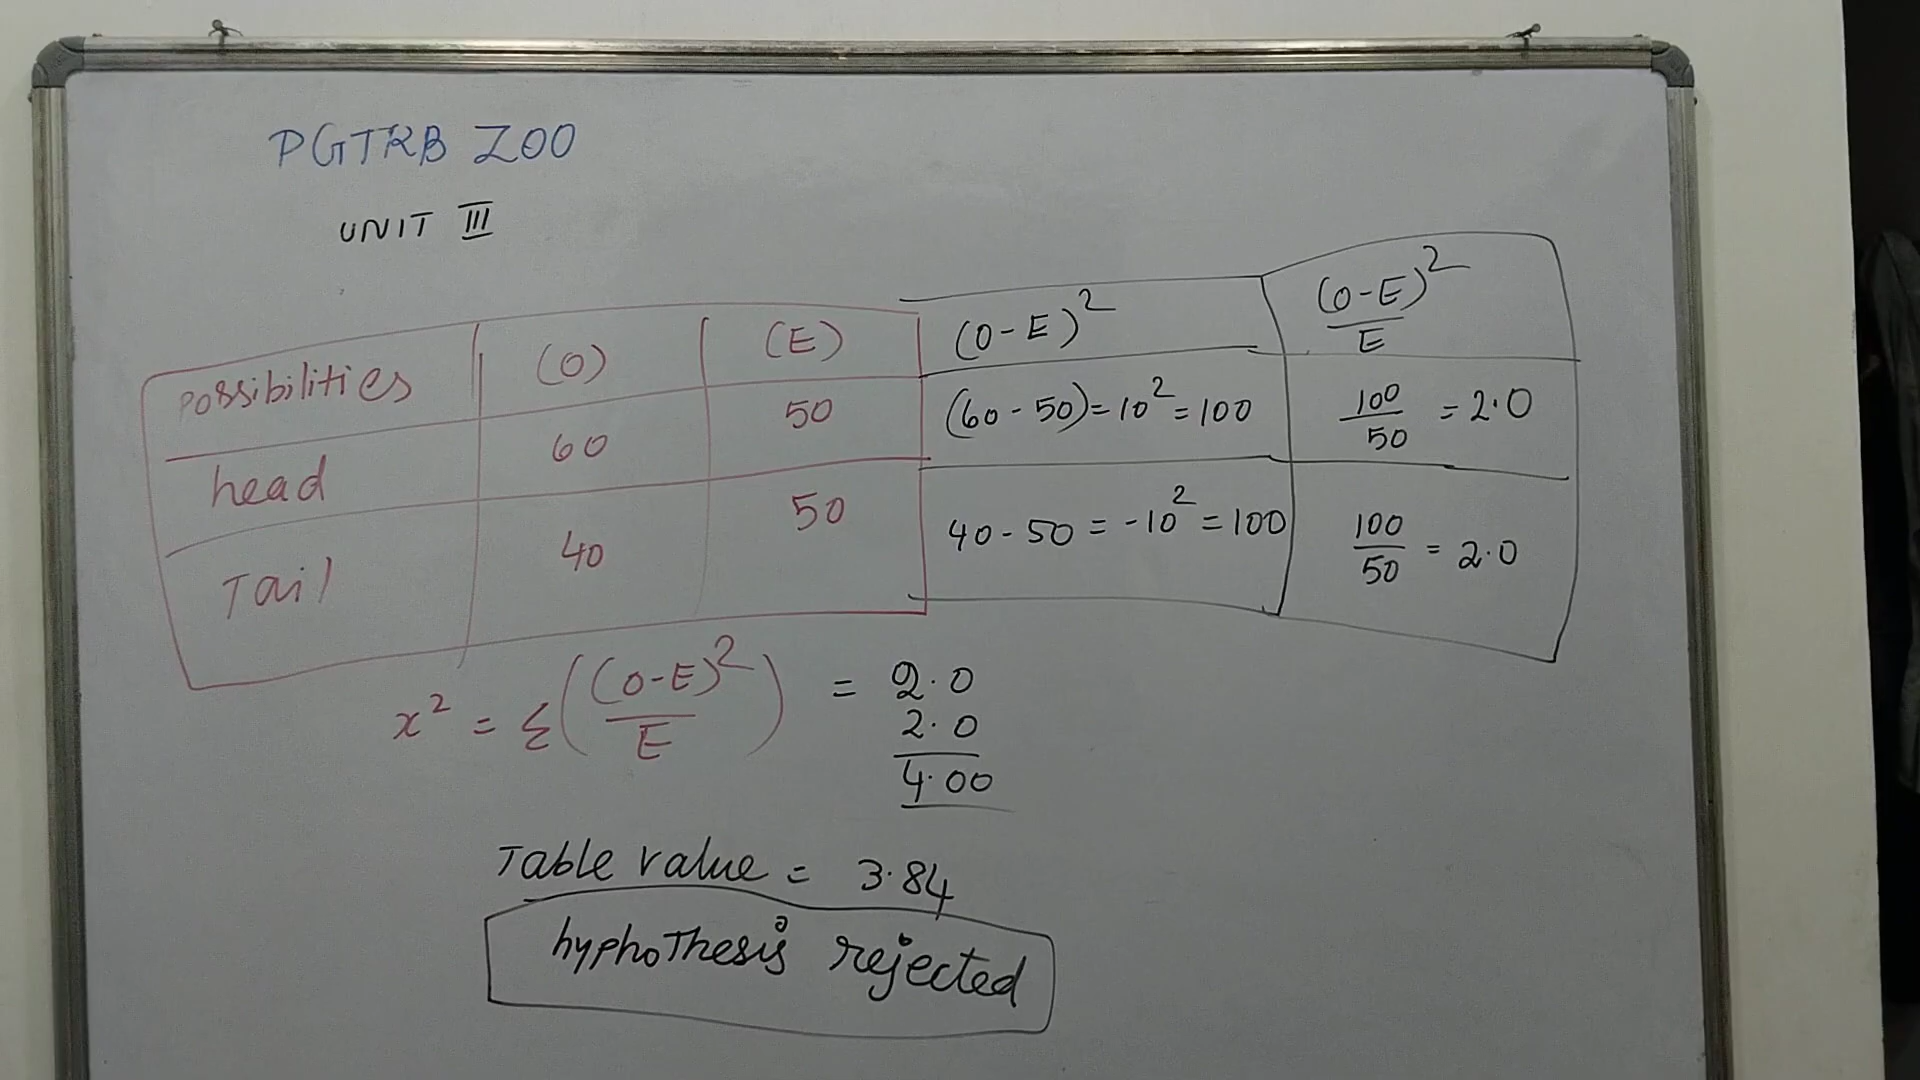 PGTRB ZOO
UNIT III
possibilities (O) (E) (O-E)² (O-E)²/E
head 60 50 (60-50)=10²=100 100/50 = 2.0
Tail 40 50 40-50 = -10² = 100 100/50 = 2.0
x² = Σ((O-E)²/E) = 2.0
2.0
4.00
Table value = 3.84
hyphothesis rejected